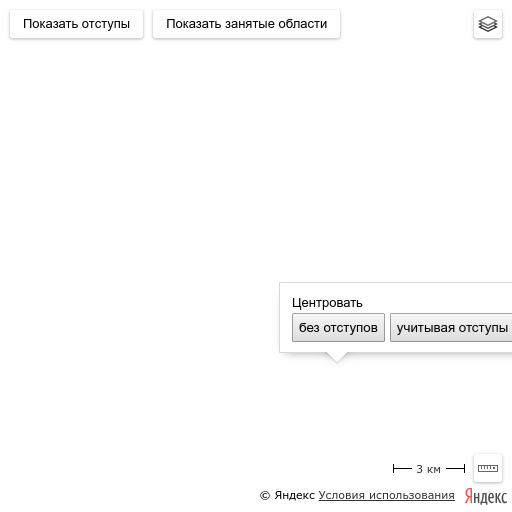 Показать отступы
Показать занятые области
Центровать
без отступов
учитывая отступы
3 км
© Яндекс Условия использования
Яндекс